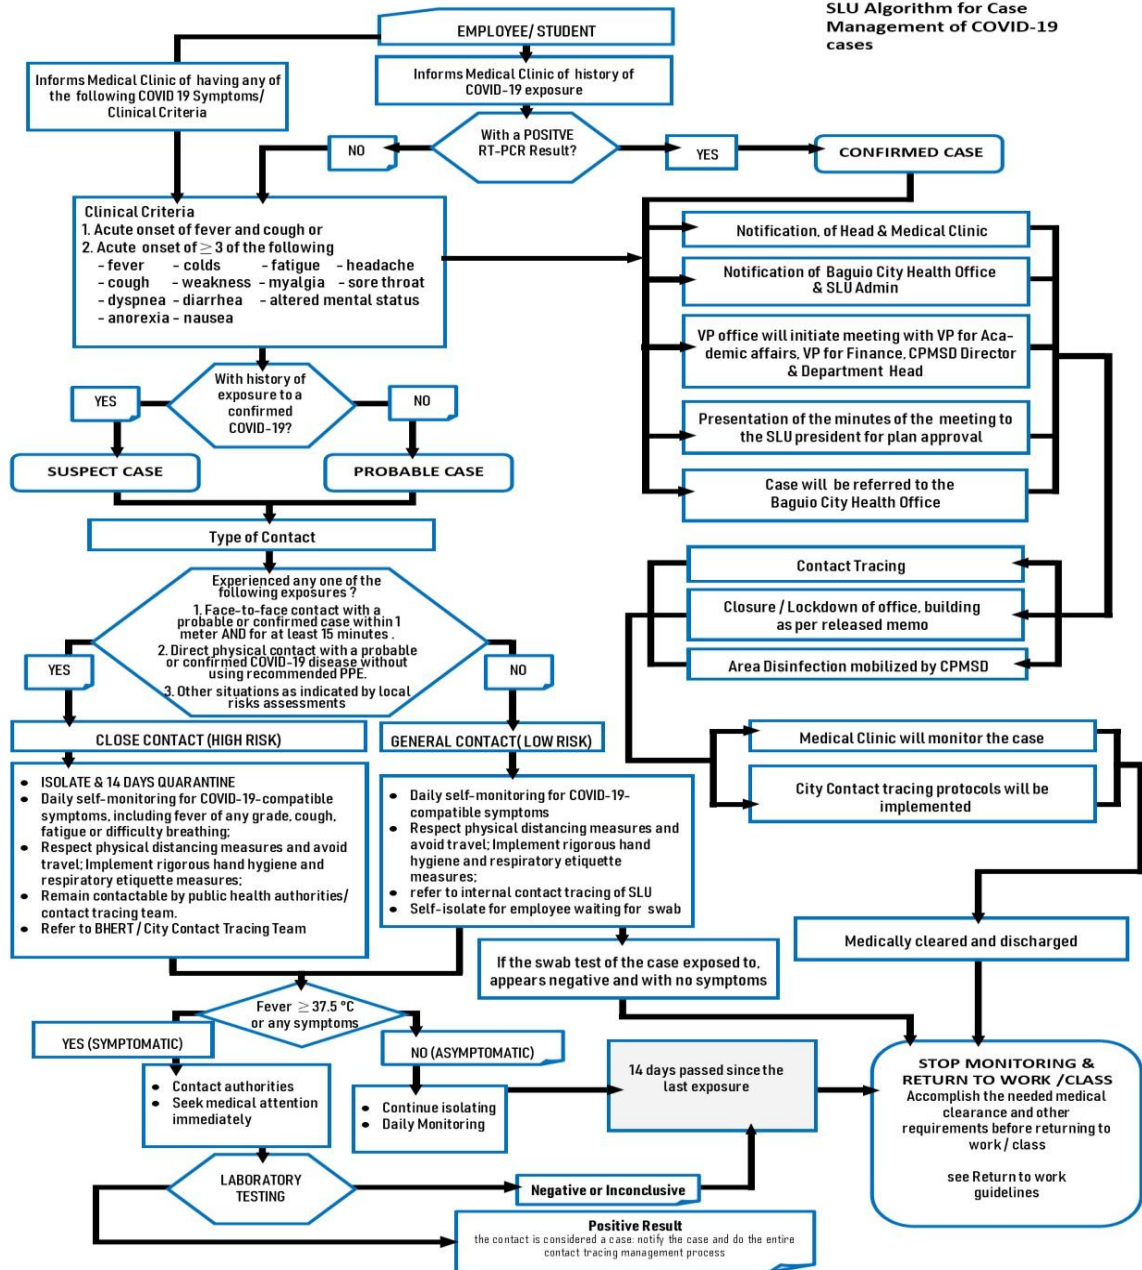 SLU Algorithm for Case
Management of COVID-19
cases
EMPLOYEE/ STUDENT
Informs Medical Clinic of having any of
the following COVID 19 Symptoms/
Clinical Criteria
Informs Medical Clinic of history of
COVID-19 exposure
With a POSITVE
RT-PCR Result?
NO
YES
CONFIRMED CASE
Clinical Criteria
1. Acute onset of fever and cough or
2. Acute onset of ≥ 3 of the following
- fever - colds - fatigue - headache
- cough - weakness - myalgia - sore throat
- dyspnea - diarrhea - altered mental status
- anorexia - nausea
Notification, of Head & Medical Clinic
Notification of Baguio City Health Office
& SLU Admin
VP office will initiate meeting with VP for Aca-
demic affairs, VP for Finance, CPMSD Director
& Department Head
Presentation of the minutes of the meeting to
the SLU president for plan approval
Case will be referred to the
Baguio City Health Office
With history of
exposure to a
confirmed
COVID-19?
YES
NO
SUSPECT CASE
PROBABLE CASE
Type of Contact
Experienced any one of the
following exposures ?
1. Face-to-face contact with a
probable or confirmed case within 1
meter AND for at least 15 minutes .
2. Direct physical contact with a probable
or confirmed COVID-19 disease without
using recommended PPE.
3. Other situations as indicated by local
risks assessments
YES
NO
Contact Tracing
Closure / Lockdown of office, building
as per released memo
Area Disinfection mobilized by CPMSD
CLOSE CONTACT (HIGH RISK)
GENERAL CONTACT( LOW RISK)
Medical Clinic will monitor the case
City Contact tracing protocols will be
implemented
● ISOLATE & 14 DAYS QUARANTINE
● Daily self-monitoring for COVID-19-compatible
symptoms, including fever of any grade, cough,
fatigue or difficulty breathing;
● Respect physical distancing measures and avoid
travel; Implement rigorous hand hygiene and
respiratory etiquette measures;
● Remain contactable by public health authorities/
contact tracing team.
● Refer to BHERT / City Contact Tracing Team
● Daily self-monitoring for COVID-19-
compatible symptoms
● Respect physical distancing measures and
avoid travel; Implement rigorous hand
hygiene and respiratory etiquette
measures;
● refer to internal contact tracing of SLU
● Self-isolate for employee waiting for swab
If the swab test of the case exposed to,
appears negative and with no symptoms
Medically cleared and discharged
Fever ≥ 37.5 °C
or any symptoms
YES (SYMPTOMATIC)
NO (ASYMPTOMATIC)
● Contact authorities
● Seek medical attention
immediately
● Continue isolating
● Daily Monitoring
14 days passed since the
last exposure
STOP MONITORING &
RETURN TO WORK /CLASS
Accomplish the needed medical
clearance and other
requirements before returning to
work / class
see Return to work
guidelines
LABORATORY
TESTING
Negative or Inconclusive
Positive Result
the contact is considered a case: notify the case and do the entire
contact tracing management process